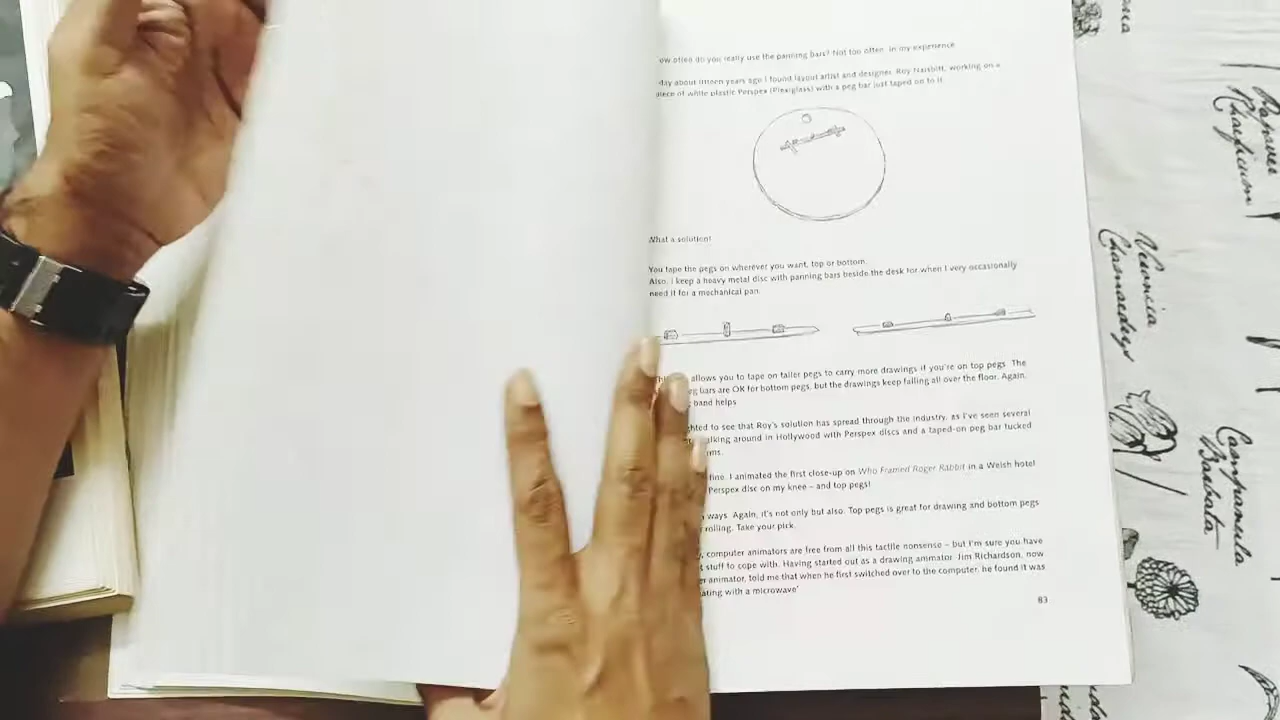 ow often do you really use the panning bars? Not too often, in my experience
day about fifteen years ago I found layout artist and designer, Roy Naisbitt, working on a
piece of white plastic Perspex (Plexiglass) with a peg bar just taped on to it
What a solution!
You tape the pegs on wherever you want, top or bottom.
Also, I keep a heavy metal disc with panning bars beside the desk for when I very occasionally
need it for a mechanical pan.
allows you to tape on taller pegs to carry more drawings if you're on top pegs. The
bars are OK for bottom pegs, but the drawings keep falling all over the floor. Again,
band helps
ghted to see that Roy's solution has spread through the industry, as I've seen several
alking around in Hollywood with Perspex discs and a taped-on peg bar tucked
ms.
fine. I animated the first close-up on Who Framed Roger Rabbit in a Welsh hotel
Perspex disc on my knee – and top pegs!
ways. Again, it's not only but also. Top pegs is great for drawing and bottom pegs
rolling. Take your pick.
computer animators are free from all this tactile nonsense – but I'm sure you have
t stuff to cope with. Having started out as a drawing animator, Jim Richardson, now
er animator, told me that when he first switched over to the computer, he found it was
ating with a microwave'
83
Papaver
Veronica
Chamaedrys
Campanula
Barbata